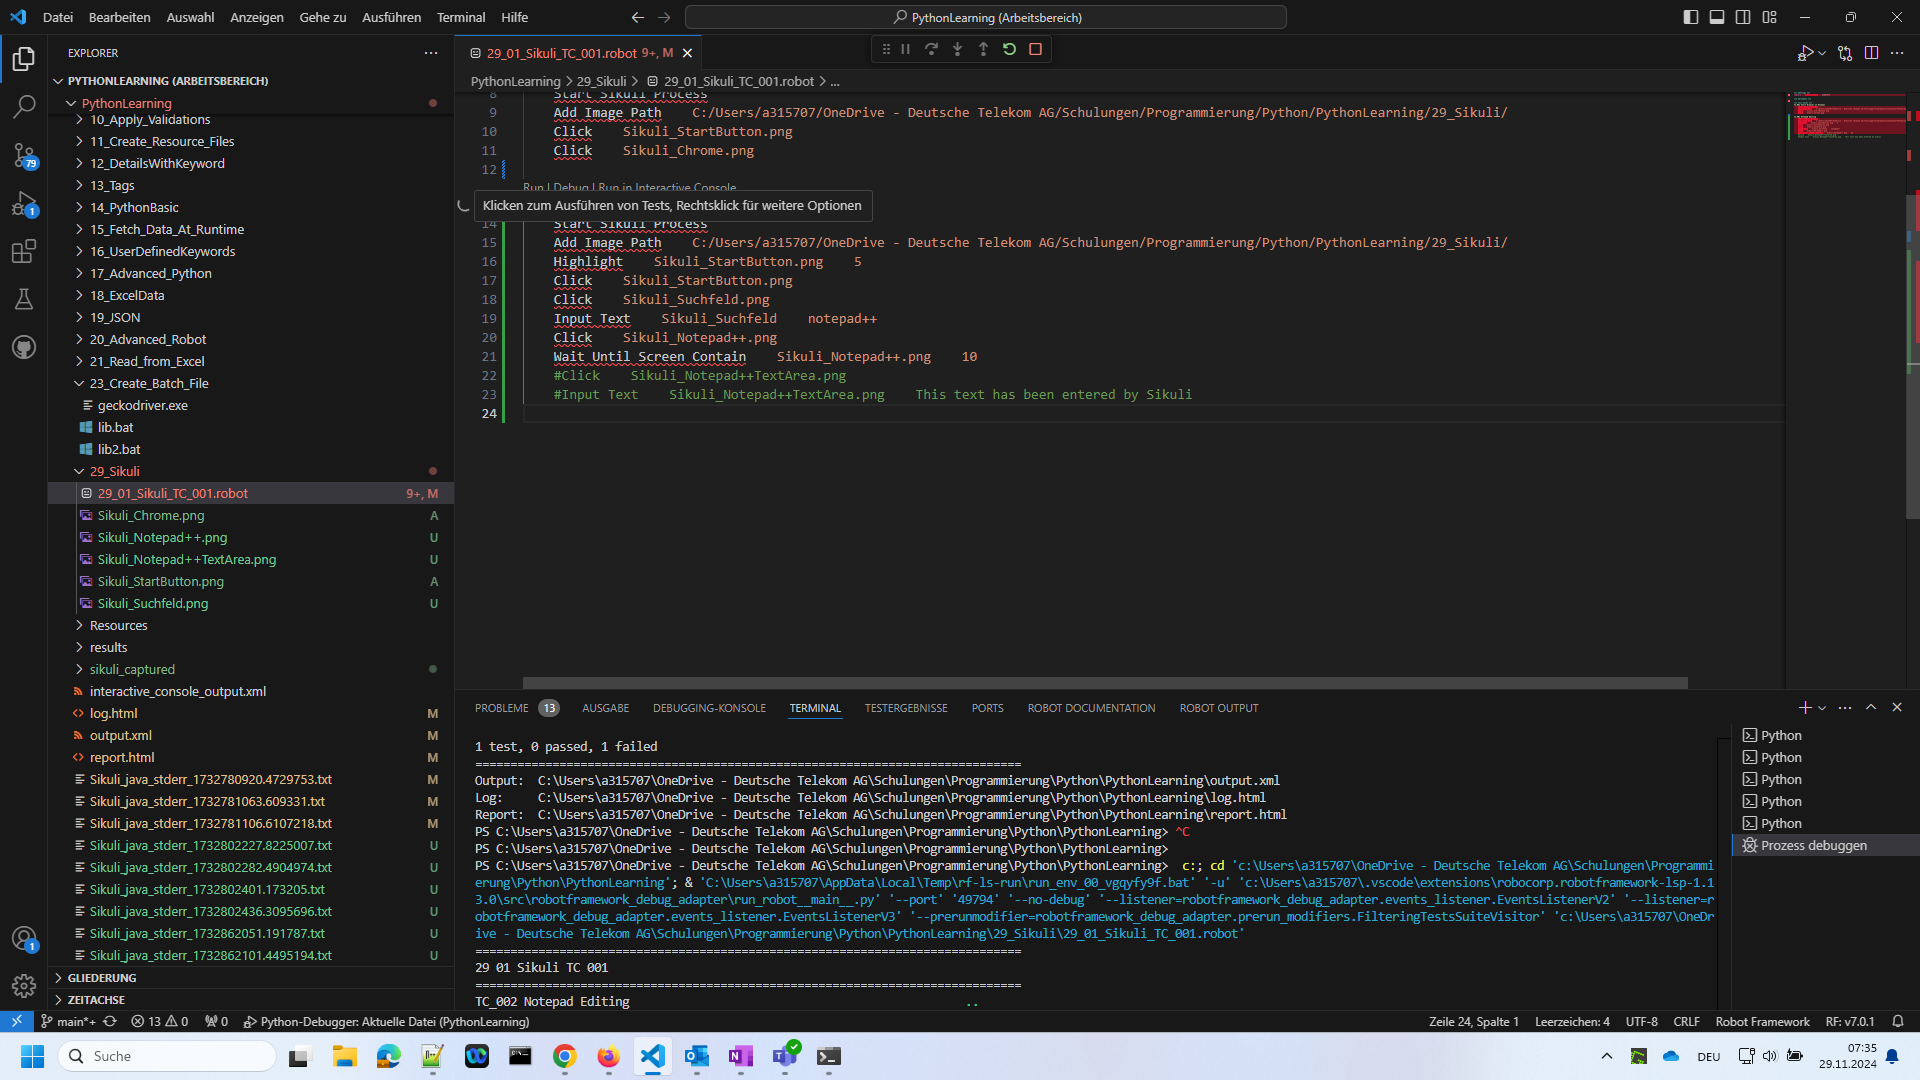 Datei Bearbeiten Auswahl Anzeigen Gehe zu Ausführen Terminal Hilfe
PythonLearning (Arbeitsbereich)
EXPLORER
PYTHONLEARNING (ARBEITSBEREICH)
PythonLearning
10_Apply_Validations
11_Create_Resource_Files
12_DetailsWithKeyword
13_Tags
14_PythonBasic
15_Fetch_Data_At_Runtime
16_UserDefinedKeywords
17_Advanced_Python
18_ExcelData
19_JSON
20_Advanced_Robot
21_Read_from_Excel
23_Create_Batch_File
geckodriver.exe
lib.bat
lib2.bat
29_Sikuli
29_01_Sikuli_TC_001.robot 9+, M
Sikuli_Chrome.png A
Sikuli_Notepad++.png U
Sikuli_Notepad++TextArea.png U
Sikuli_StartButton.png A
Sikuli_Suchfeld.png U
Resources
results
sikuli_captured
interactive_console_output.xml
log.html M
output.xml M
report.html M
Sikuli_java_stderr_1732780920.4729753.txt M
Sikuli_java_stderr_1732781063.609331.txt M
Sikuli_java_stderr_1732781106.6107218.txt M
Sikuli_java_stderr_1732802227.8225007.txt U
Sikuli_java_stderr_1732802282.4904974.txt U
Sikuli_java_stderr_1732802401.173205.txt U
Sikuli_java_stderr_1732802436.3095696.txt U
Sikuli_java_stderr_1732862051.191787.txt U
Sikuli_java_stderr_1732862101.4495194.txt U
GLIEDERUNG
ZEITACHSE
79
1
1
29_01_Sikuli_TC_001.robot 9+, M
PythonLearning > 29_Sikuli > 29_01_Sikuli_TC_001.robot > ...
8 Start Sikuli Process
9 Add Image Path C:/Users/a315707/OneDrive - Deutsche Telekom AG/Schulungen/Programmierung/Python/PythonLearning/29_Sikuli/
10 Click Sikuli_StartButton.png
11 Click Sikuli_Chrome.png
12
Run | Debug | Run in Interactive Console
Klicken zum Ausführen von Tests, Rechtsklick für weitere Optionen
14 Start Sikuli Process
15 Add Image Path C:/Users/a315707/OneDrive - Deutsche Telekom AG/Schulungen/Programmierung/Python/PythonLearning/29_Sikuli/
16 Highlight Sikuli_StartButton.png 5
17 Click Sikuli_StartButton.png
18 Click Sikuli_Suchfeld.png
19 Input Text Sikuli_Suchfeld notepad++
20 Click Sikuli_Notepad++.png
21 Wait Until Screen Contain Sikuli_Notepad++.png 10
22 #Click Sikuli_Notepad++TextArea.png
23 #Input Text Sikuli_Notepad++TextArea.png This text has been entered by Sikuli
24
PROBLEME 13 AUSGABE DEBUGGING-KONSOLE TERMINAL TESTERGEBNISSE PORTS ROBOT DOCUMENTATION ROBOT OUTPUT
1 test, 0 passed, 1 failed
==============================================================================
Output: C:\Users\a315707\OneDrive - Deutsche Telekom AG\Schulungen\Programmierung\Python\PythonLearning\output.xml
Log: C:\Users\a315707\OneDrive - Deutsche Telekom AG\Schulungen\Programmierung\Python\PythonLearning\log.html
Report: C:\Users\a315707\OneDrive - Deutsche Telekom AG\Schulungen\Programmierung\Python\PythonLearning\report.html
PS C:\Users\a315707\OneDrive - Deutsche Telekom AG\Schulungen\Programmierung\Python\PythonLearning> ^C
PS C:\Users\a315707\OneDrive - Deutsche Telekom AG\Schulungen\Programmierung\Python\PythonLearning>
PS C:\Users\a315707\OneDrive - Deutsche Telekom AG\Schulungen\Programmierung\Python\PythonLearning> c:; cd 'c:\Users\a315707\OneDrive - Deutsche Telekom AG\Schulungen\Programmi
erung\Python\PythonLearning'; & 'C:\Users\a315707\AppData\Local\Temp\rf-ls-run\run_env_00_vgqyfy9f.bat' '-u' 'c:\Users\a315707\.vscode\extensions\robocorp.robotframework-lsp-1.1
3.0\src\robotframework_debug_adapter\run_robot__main__.py' '--port' '49794' '--no-debug' '--listener=robotframework_debug_adapter.events_listener.EventsListenerV2' '--listener=r
obotframework_debug_adapter.events_listener.EventsListenerV3' '--prerunmodifier=robotframework_debug_adapter.prerun_modifiers.FilteringTestsSuiteVisitor' 'c:\Users\a315707\OneDr
ive - Deutsche Telekom AG\Schulungen\Programmierung\Python\PythonLearning\29_Sikuli\29_01_Sikuli_TC_001.robot'
==============================================================================
29 01 Sikuli TC 001
==============================================================================
TC_002 Notepad Editing ..
Python
Python
Python
Python
Python
Prozess debuggen
main*+ 13 0 0 Python-Debugger: Aktuelle Datei (PythonLearning)
Zeile 24, Spalte 1 Leerzeichen: 4 UTF-8 CRLF Robot Framework RF: v7.0.1
Suche
DEU
07:35
29.11.2024